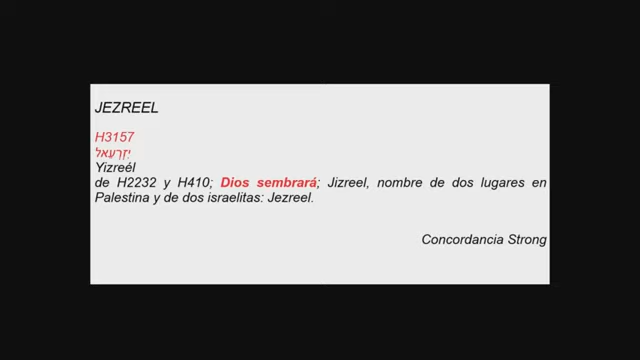 JEZREEL
H3157
יִזְרְעֵאל
Yizreél
de H2232 y H410; Dios sembrará; Jizreel, nombre de dos lugares en
Palestina y de dos israelitas: Jezreel.
Concordancia Strong